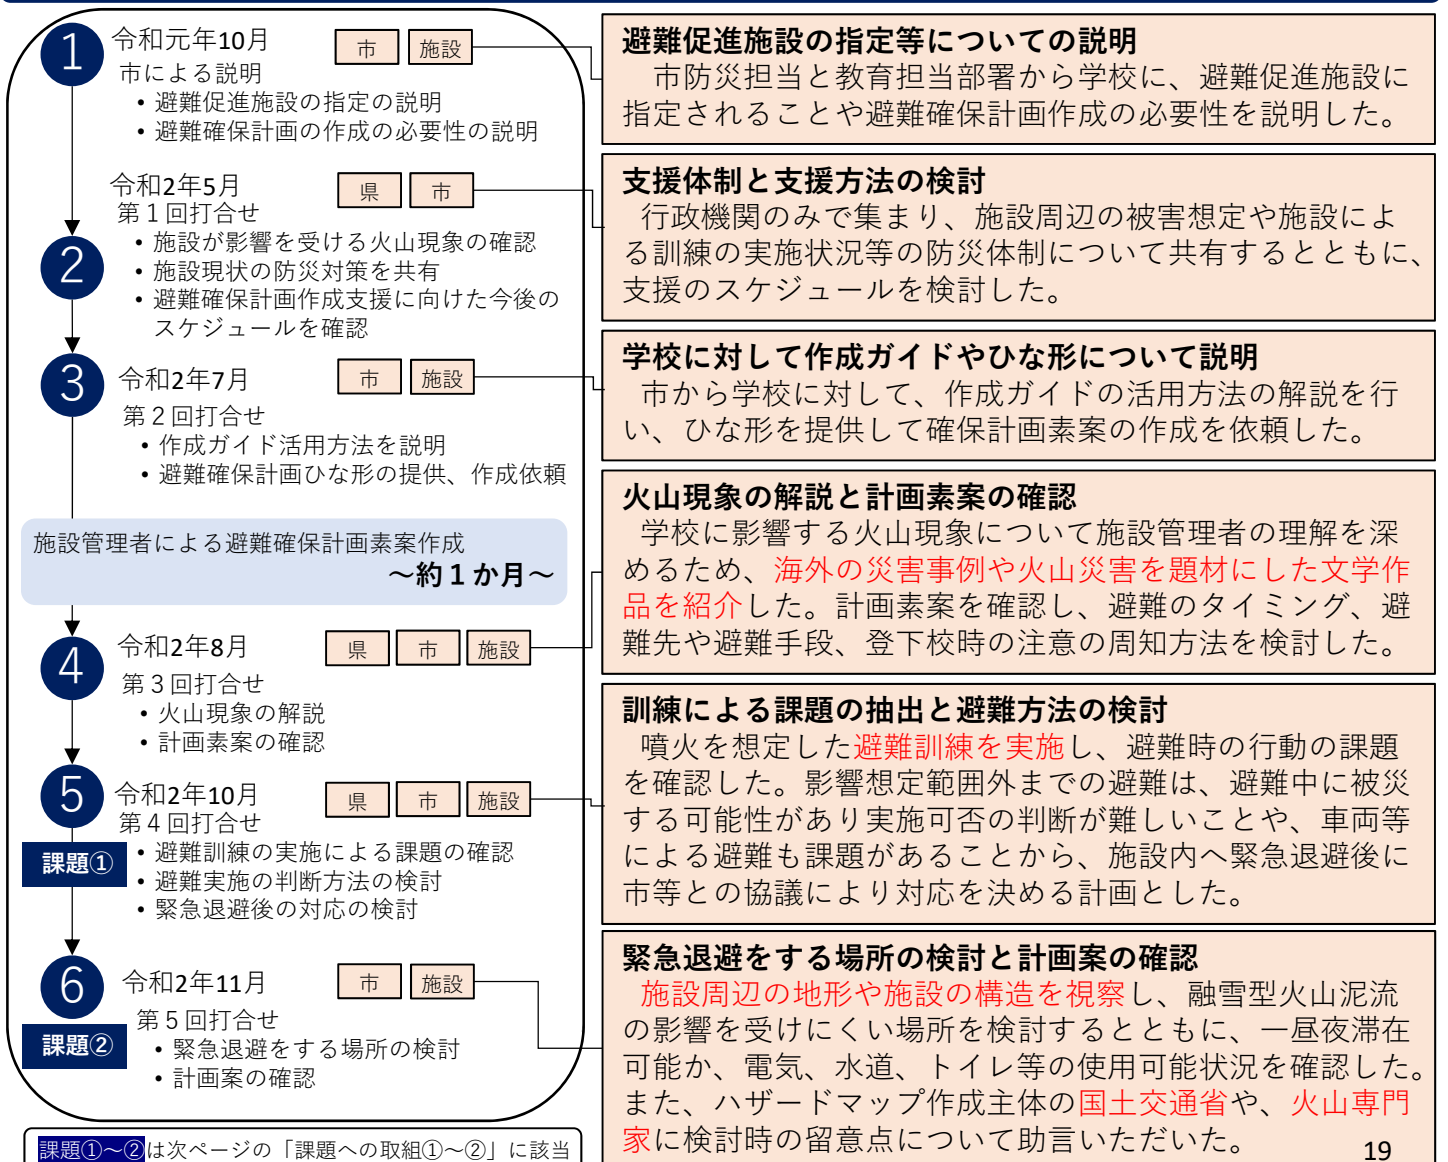 1
令和元年10月
市 施設
市による説明
• 避難促進施設の指定の説明
• 避難確保計画の作成の必要性の説明
避難促進施設の指定等についての説明
市防災担当と教育担当部署から学校に、避難促進施設に
指定されることや避難確保計画作成の必要性を説明した。
2
令和2年5月
県 市
第１回打合せ
• 施設が影響を受ける火山現象の確認
• 施設現状の防災対策を共有
• 避難確保計画作成支援に向けた今後の
スケジュールを確認
支援体制と支援方法の検討
行政機関のみで集まり、施設周辺の被害想定や施設によ
る訓練の実施状況等の防災体制について共有するとともに、
支援のスケジュールを検討した。
3
令和2年7月
市 施設
第２回打合せ
• 作成ガイド活用方法を説明
• 避難確保計画ひな形の提供、作成依頼
学校に対して作成ガイドやひな形について説明
市から学校に対して、作成ガイドの活用方法の解説を行
い、ひな形を提供して確保計画素案の作成を依頼した。
施設管理者による避難確保計画素案作成
～約１か月～
4
令和2年8月
県 市 施設
第３回打合せ
• 火山現象の解説
• 計画素案の確認
火山現象の解説と計画素案の確認
学校に影響する火山現象について施設管理者の理解を深
めるため、海外の災害事例や火山災害を題材にした文学作
品を紹介した。計画素案を確認し、避難のタイミング、避
難先や避難手段、登下校時の注意の周知方法を検討した。
5
令和2年10月
県 市 施設
第４回打合せ
課題①
• 避難訓練の実施による課題の確認
• 避難実施の判断方法の検討
• 緊急退避後の対応の検討
訓練による課題の抽出と避難方法の検討
噴火を想定した避難訓練を実施し、避難時の行動の課題
を確認した。影響想定範囲外までの避難は、避難中に被災
する可能性があり実施可否の判断が難しいことや、車両等
による避難も課題があることから、施設内へ緊急退避後に
市等との協議により対応を決める計画とした。
6
令和2年11月
市 施設
第５回打合せ
課題②
• 緊急退避をする場所の検討
• 計画案の確認
緊急退避をする場所の検討と計画案の確認
施設周辺の地形や施設の構造を視察し、融雪型火山泥流
の影響を受けにくい場所を検討するとともに、一昼夜滞在
可能か、電気、水道、トイレ等の使用可能状況を確認した。
また、ハザードマップ作成主体の国土交通省や、火山専門
家に検討時の留意点について助言いただいた。
課題①～②は次ページの「課題への取組①～②」に該当
19